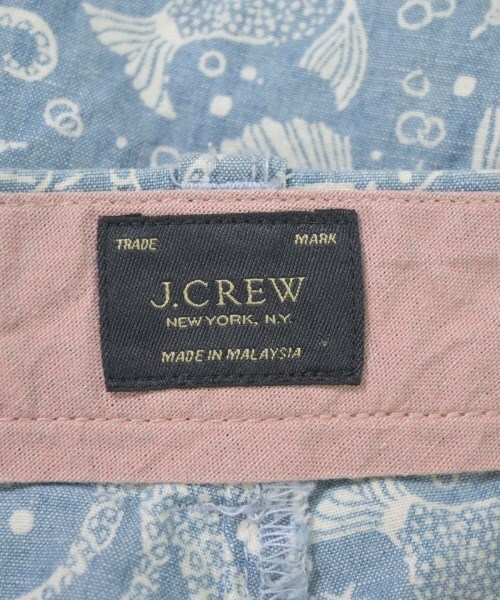 TRADE MARK
J.CREW
NEW YORK, N.Y.
MADE IN MALAYSIA